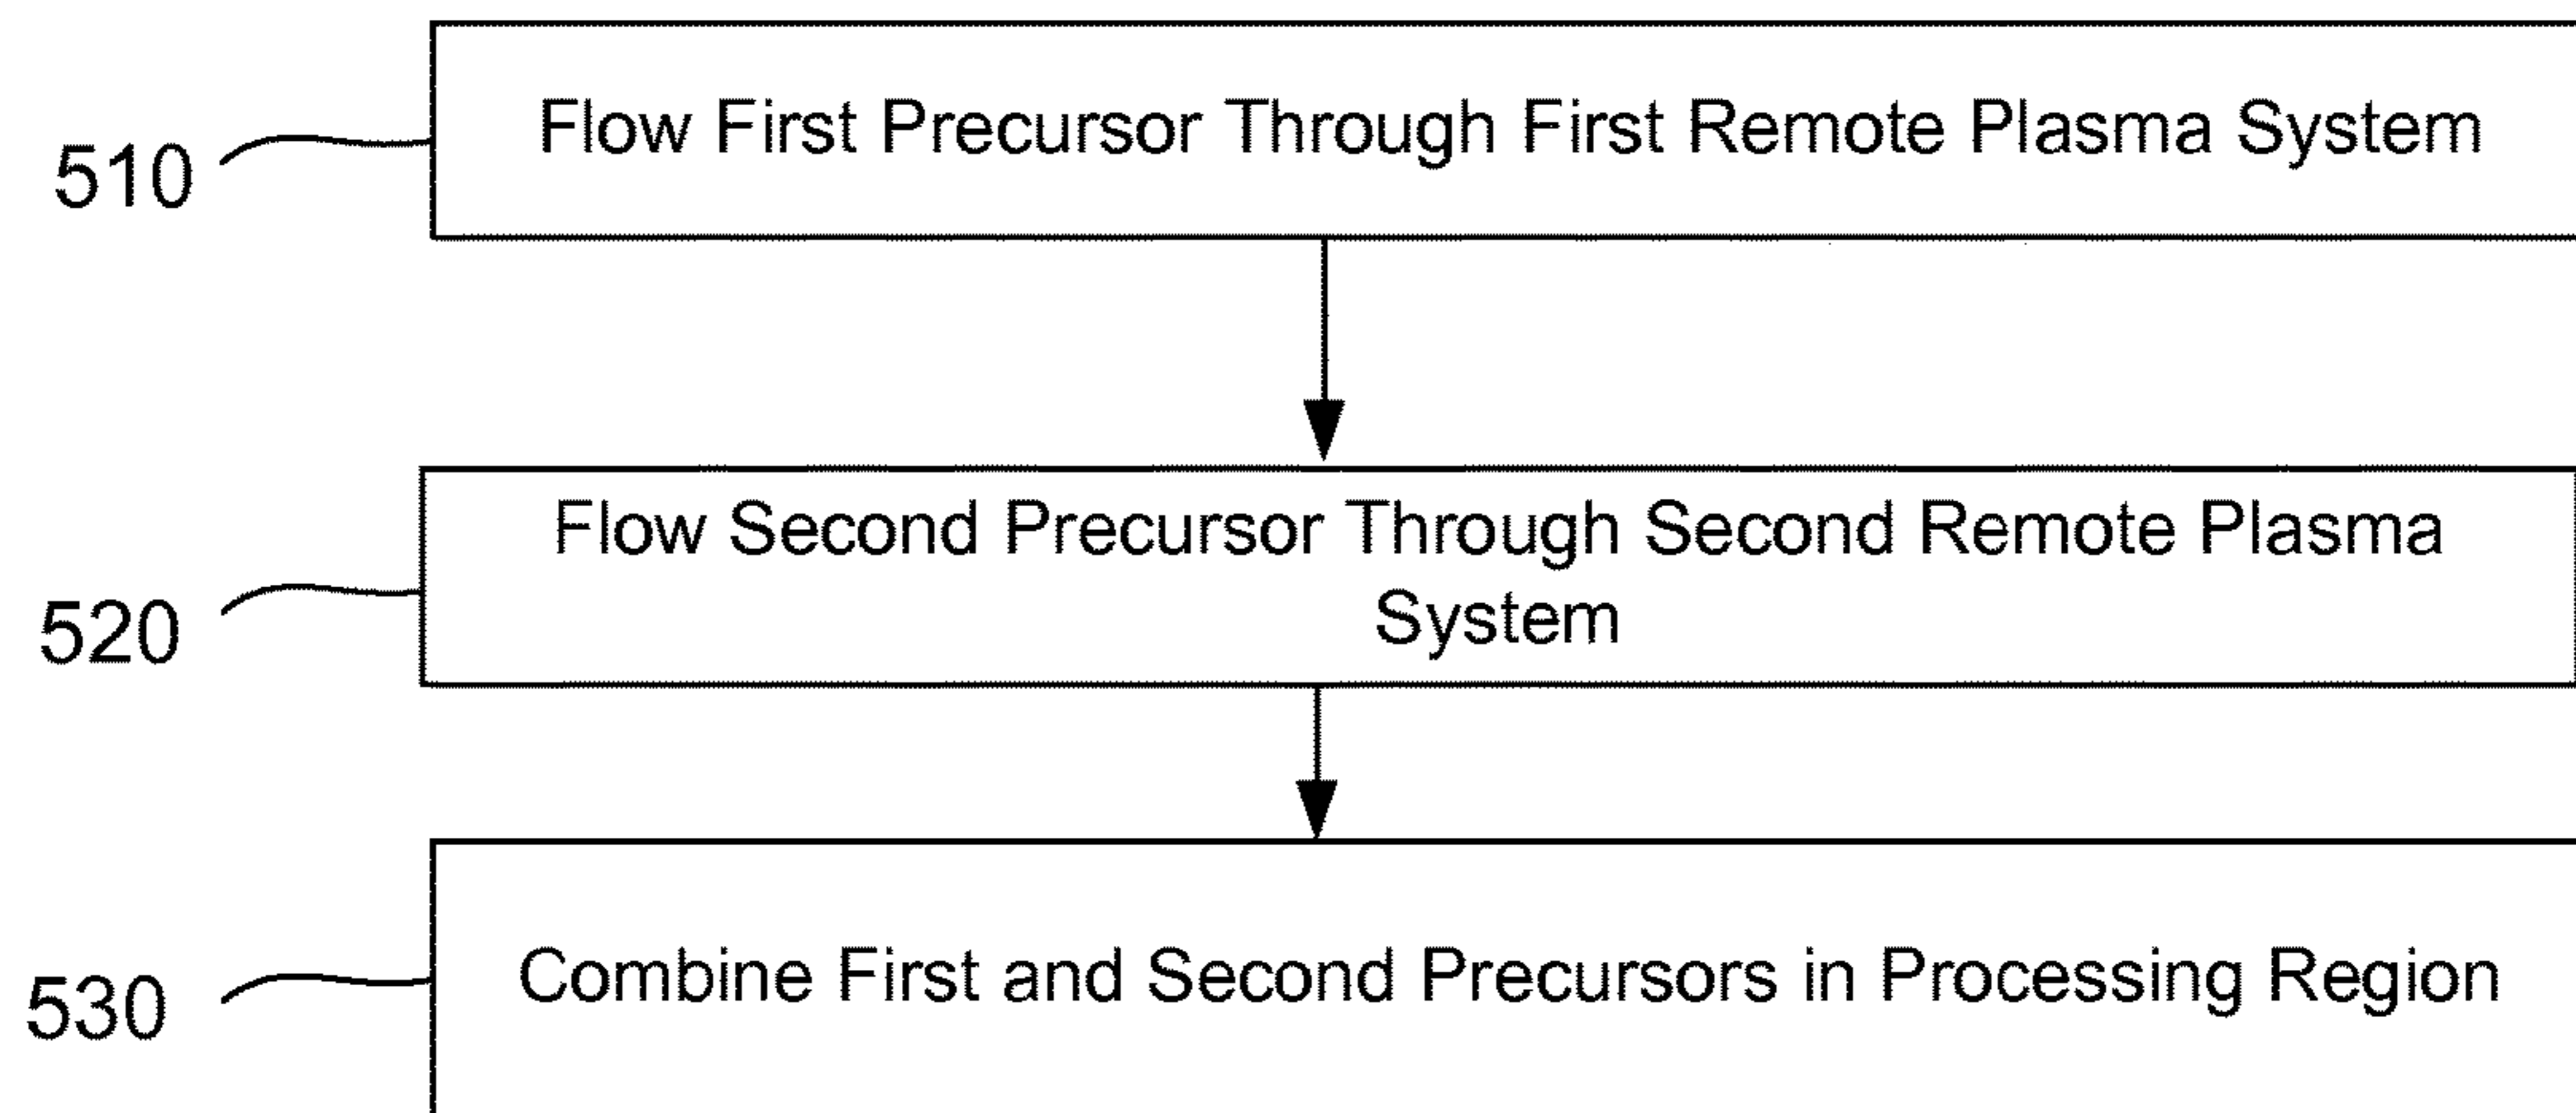 510
Flow First Precursor Through First Remote Plasma System
520
Flow Second Precursor Through Second Remote Plasma
System
530
Combine First and Second Precursors in Processing Region